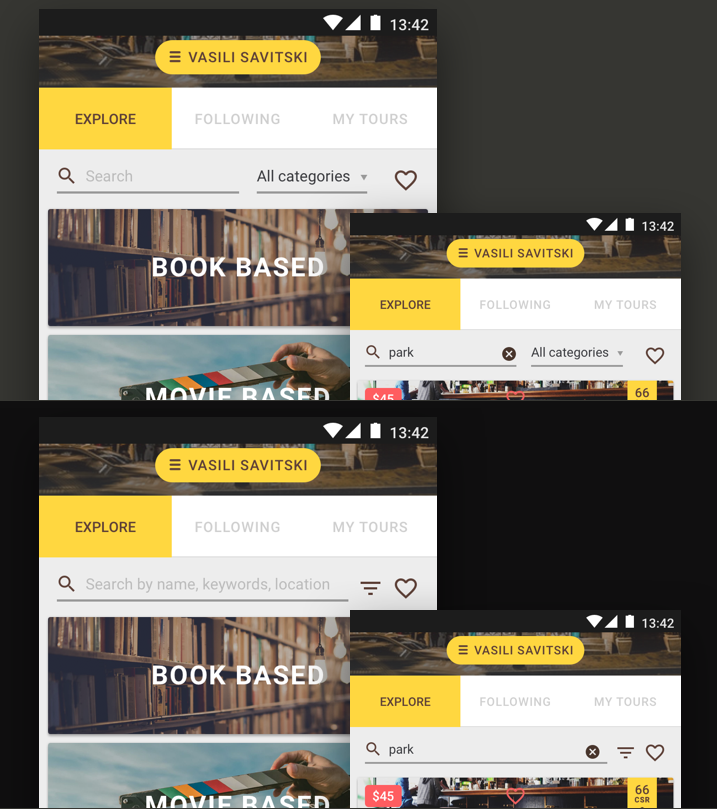 13:42
VASILI SAVITSKI
EXPLORE FOLLOWING MY TOURS
Search All categories
BOOK BASED
MOVIE BASED
13:42
VASILI SAVITSKI
EXPLORE FOLLOWING MY TOURS
park All categories
$45 66
13:42
VASILI SAVITSKI
EXPLORE FOLLOWING MY TOURS
Search by name, keywords, location
BOOK BASED
MOVIE BASED
13:42
VASILI SAVITSKI
EXPLORE FOLLOWING MY TOURS
park
$45 66
CSR